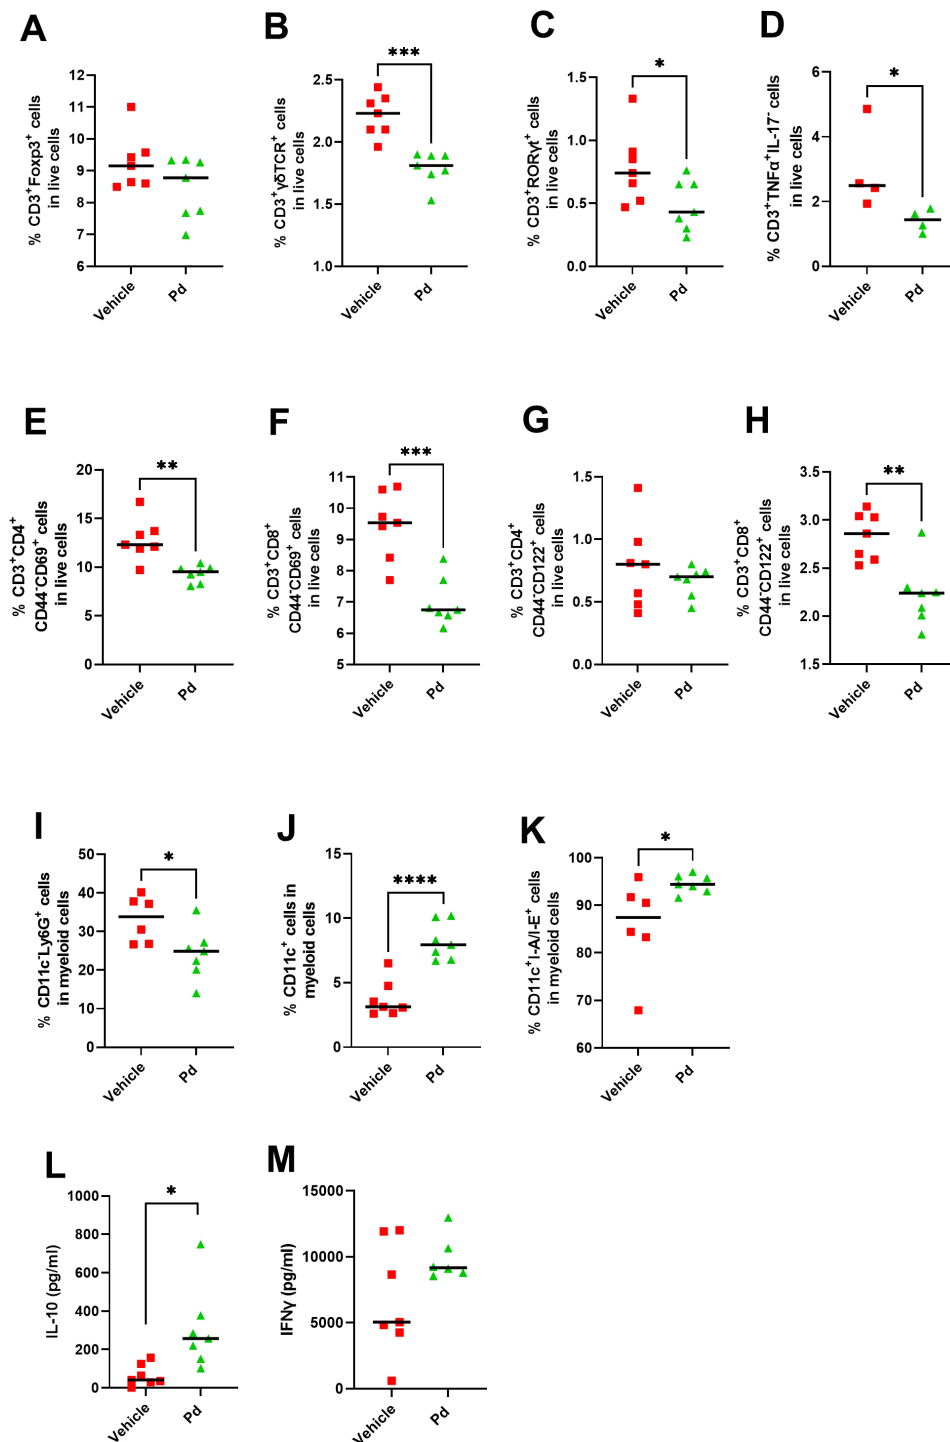 A
B
C
D
% CD3⁺Foxp3⁺ cells
in live cells
12
11
10
9
8
7
6
Vehicle
Pd
% CD3⁺γδTCR⁺ cells
in live cells
***
2.5
2.0
1.5
1.0
Vehicle
Pd
% CD3⁺RORγt⁺ cells
in live cells
*
1.5
1.0
0.5
0.0
Vehicle
Pd
% CD3⁺TNFα⁺IL-17⁻ cells
in live cells
*
6
4
2
0
Vehicle
Pd
E
F
G
H
% CD3⁺CD4⁺
CD44⁻CD69⁺ cells
in live cells
**
20
15
10
5
0
Vehicle
Pd
% CD3⁺CD8⁺
CD44⁻CD69⁺ cells
in live cells
***
11
10
9
8
7
6
5
Vehicle
Pd
% CD3⁺CD4⁺
CD44⁻CD122⁺ cells
in live cells
1.5
1.0
0.5
0.0
Vehicle
Pd
% CD3⁺CD8⁺
CD44⁻CD122⁺ cells
in live cells
**
3.5
3.0
2.5
2.0
1.5
Vehicle
Pd
I
J
K
% CD11c⁻Ly6G⁺ cells
in myeloid cells
*
50
40
30
20
10
0
Vehicle
Pd
% CD11c⁺ cells in
myeloid cells
****
15
10
5
0
Vehicle
Pd
% CD11c⁺I-A/I-E⁺ cells
in myeloid cells
*
100
90
80
70
60
Vehicle
Pd
L
M
IL-10 (pg/ml)
*
1000
800
600
400
200
0
Vehicle
Pd
IFNγ (pg/ml)
15000
10000
5000
0
Vehicle
Pd